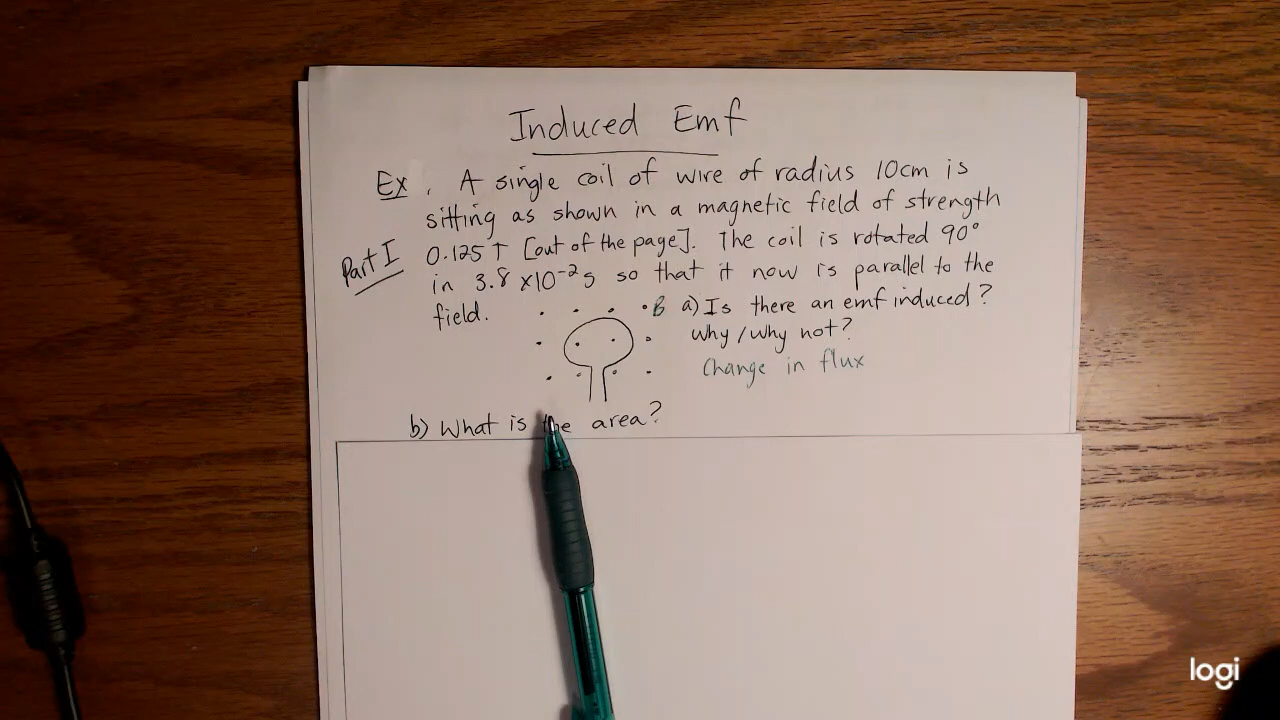 Induced Emf
Ex. A single coil of wire of radius 10cm is
sitting as shown in a magnetic field of strength
Part I 0.125T [out of the page]. The coil is rotated 90°
in 3.8 x10⁻²s so that it now is parallel to the
field. B a) Is there an emf induced?
Why/Why not?
Change in flux
b) What is the area?
logi